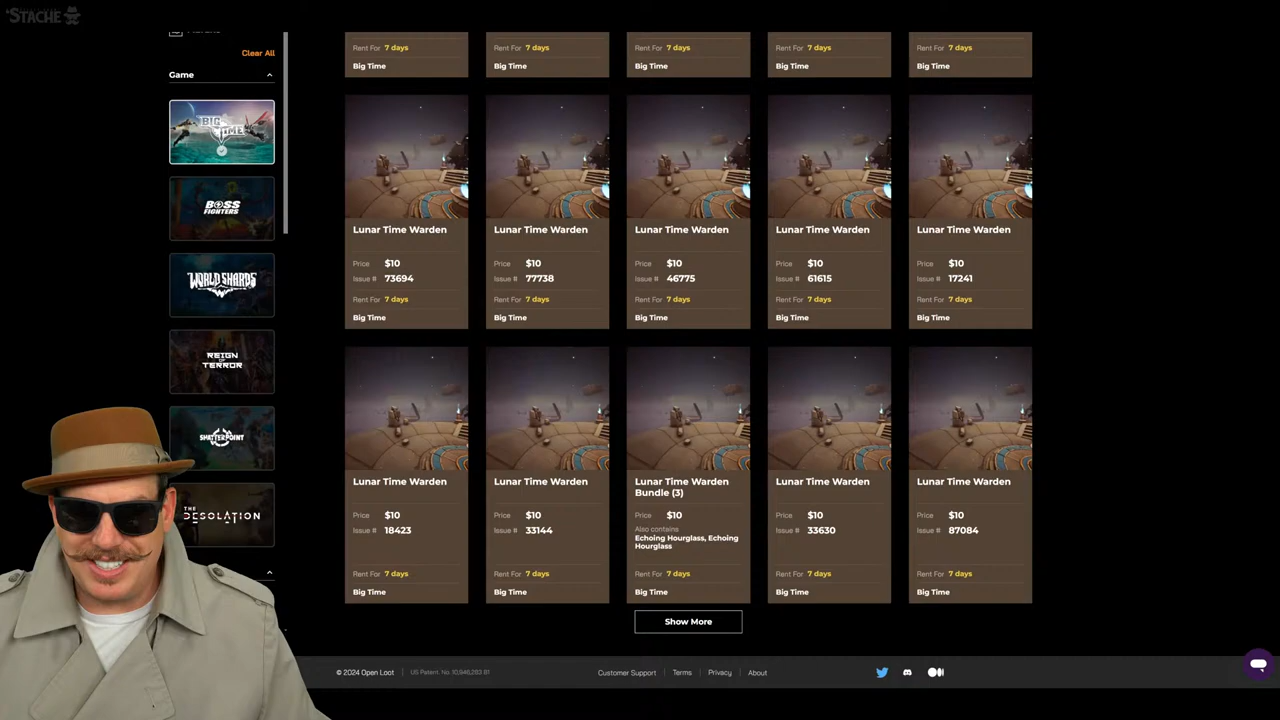 STACHE
Clear All
Game
BIG TIME
BOSS FIGHTERS
WORLD SHARDS
REIGN OF TERROR
SHATTERPOINT
THE DESOLATION
Rent For 7 days
Big Time
Rent For 7 days
Big Time
Rent For 7 days
Big Time
Rent For 7 days
Big Time
Rent For 7 days
Big Time
Lunar Time Warden
Price $10
Issue # 73694
Rent For 7 days
Big Time
Lunar Time Warden
Price $10
Issue # 77738
Rent For 7 days
Big Time
Lunar Time Warden
Price $10
Issue # 46775
Rent For 7 days
Big Time
Lunar Time Warden
Price $10
Issue # 61615
Rent For 7 days
Big Time
Lunar Time Warden
Price $10
Issue # 17241
Rent For 7 days
Big Time
Lunar Time Warden
Price $10
Issue # 18423
Rent For 7 days
Big Time
Lunar Time Warden
Price $10
Issue # 33144
Rent For 7 days
Big Time
Lunar Time Warden
Bundle (3)
Price $10
Also contains
Echoing Hourglass, Echoing
Hourglass
Rent For 7 days
Big Time
Lunar Time Warden
Price $10
Issue # 33630
Rent For 7 days
Big Time
Lunar Time Warden
Price $10
Issue # 87084
Rent For 7 days
Big Time
Show More
© 2024 Open Loot
US Patent. No. 10,946,283 B1
Customer Support
Terms
Privacy
About